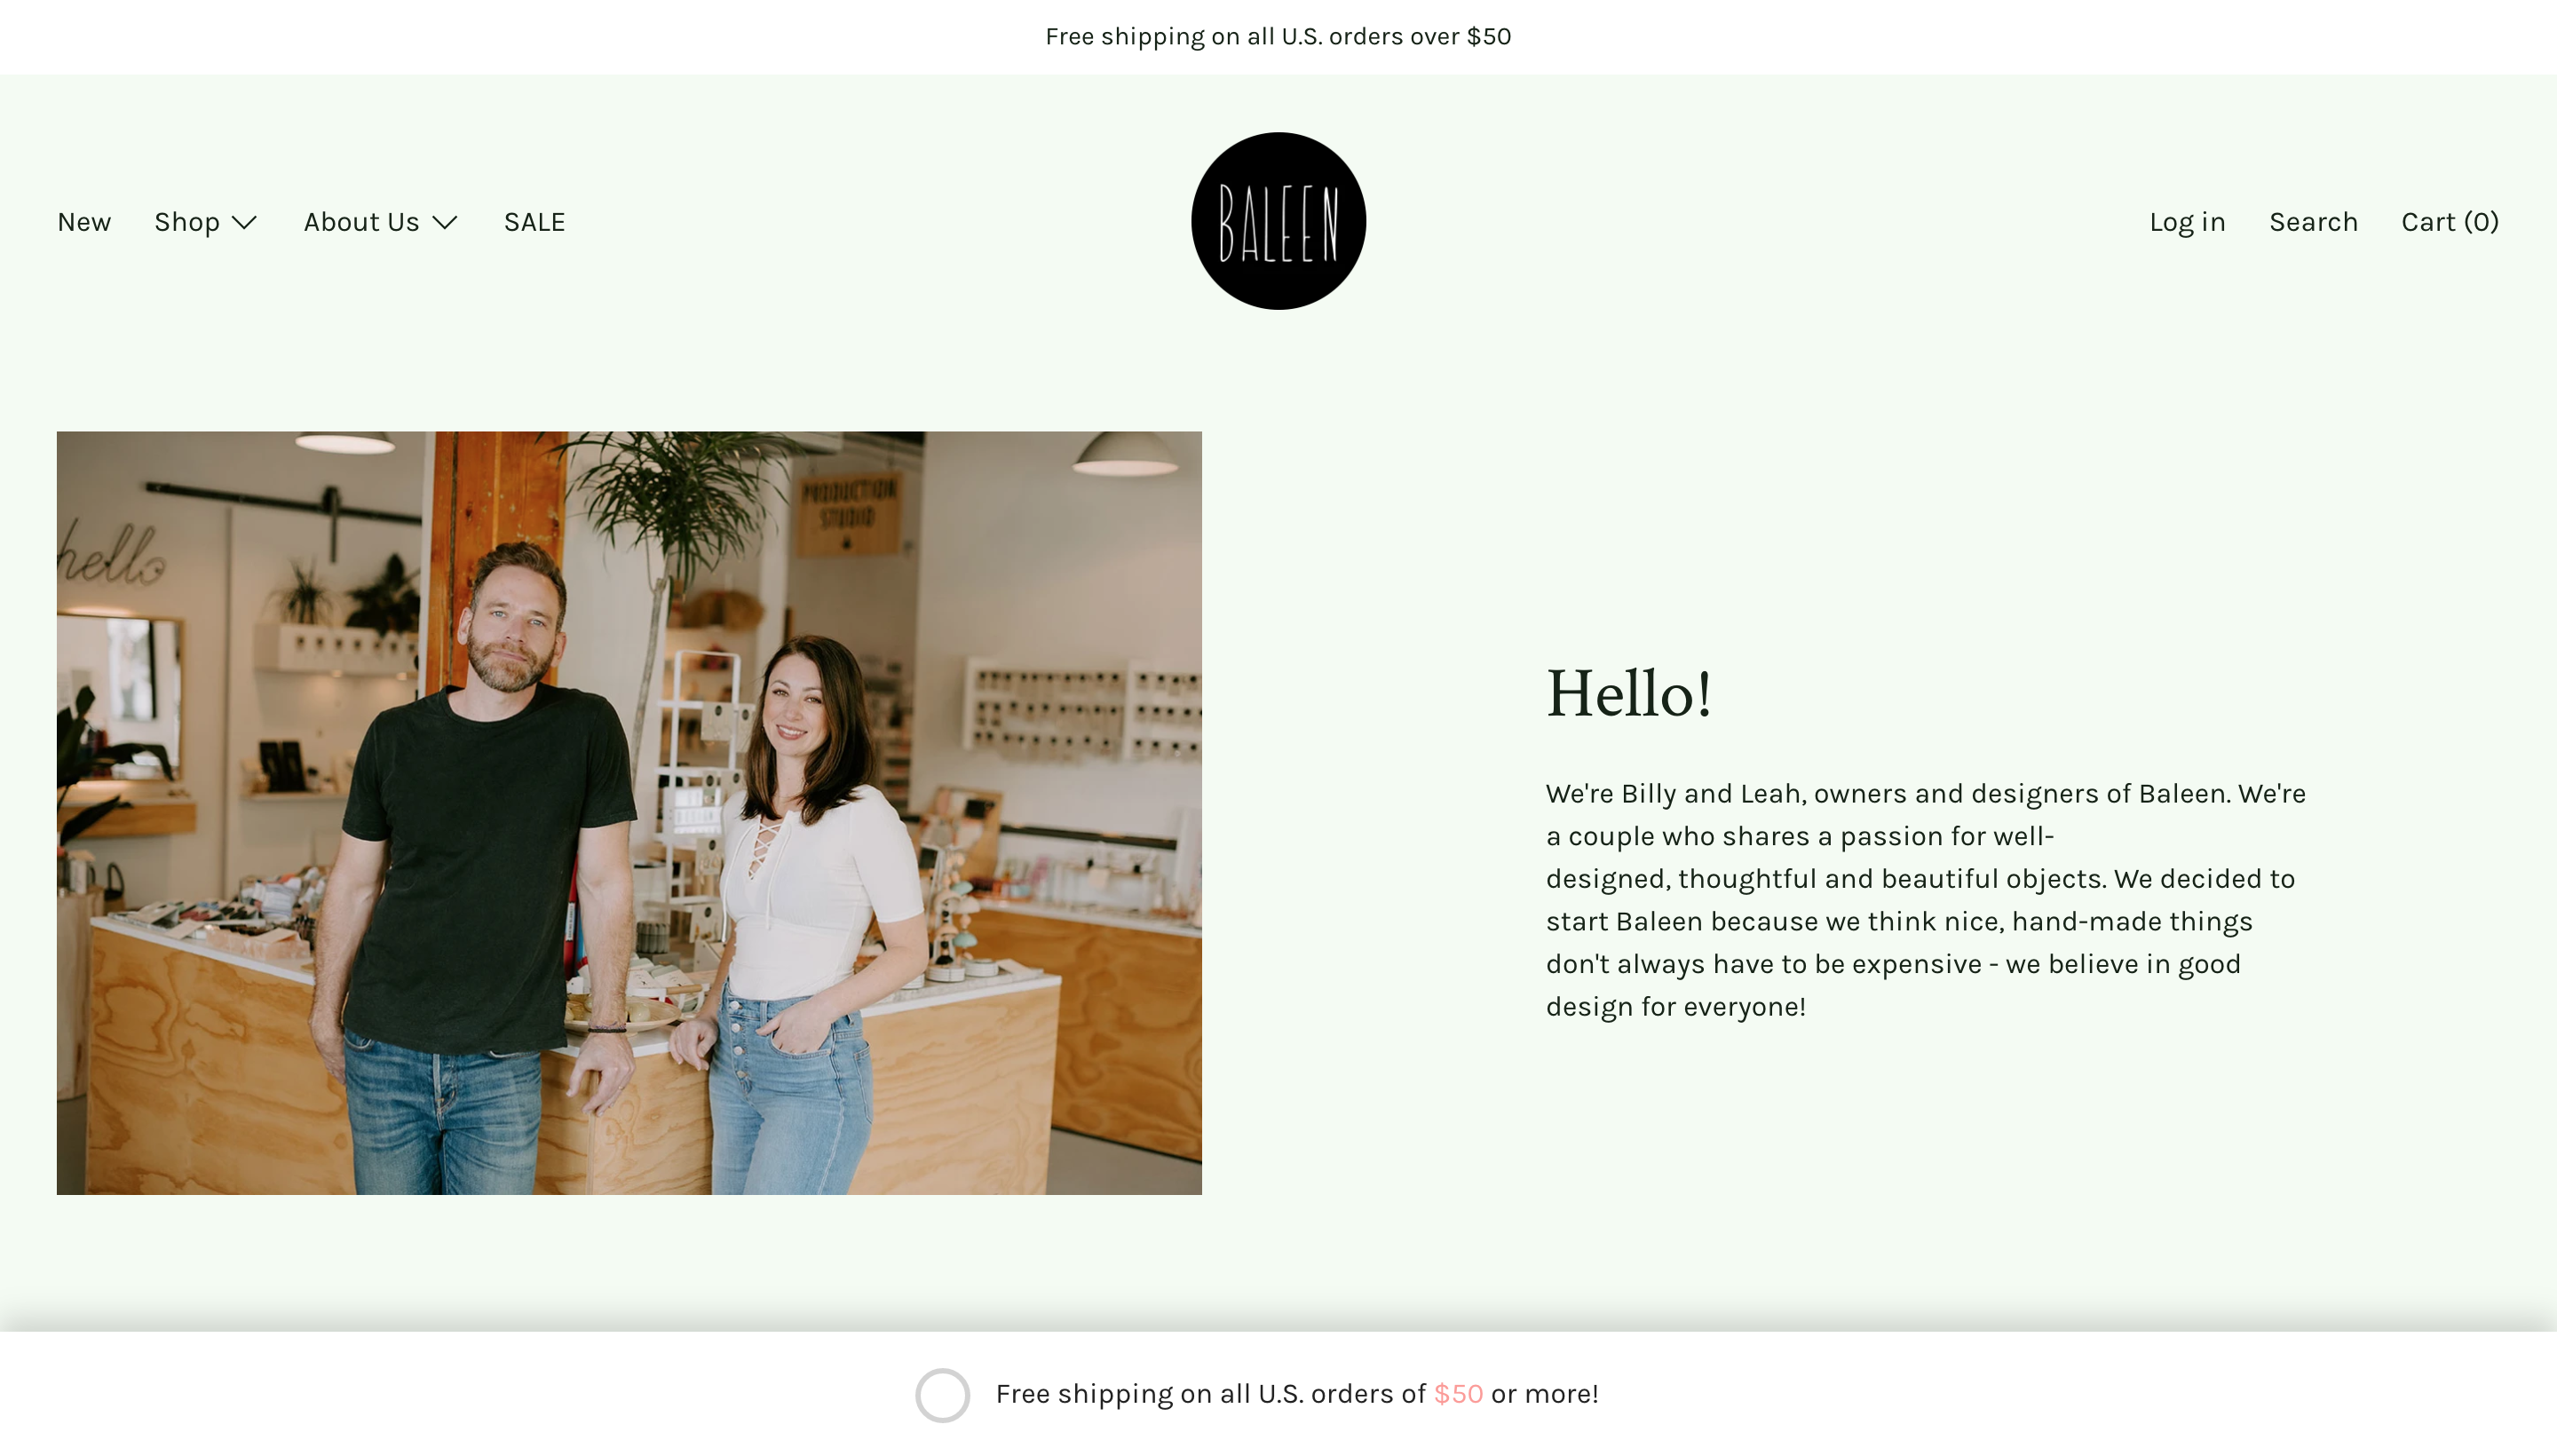 Free shipping on all U.S. orders over $50
New Shop About Us SALE
BALEEN
Log in Search Cart (0)
hello
PRODUCTION
STUDIO
Hello!
We're Billy and Leah, owners and designers of Baleen. We're
a couple who shares a passion for well-
designed, thoughtful and beautiful objects. We decided to
start Baleen because we think nice, hand-made things
don't always have to be expensive - we believe in good
design for everyone!
Free shipping on all U.S. orders of $50 or more!